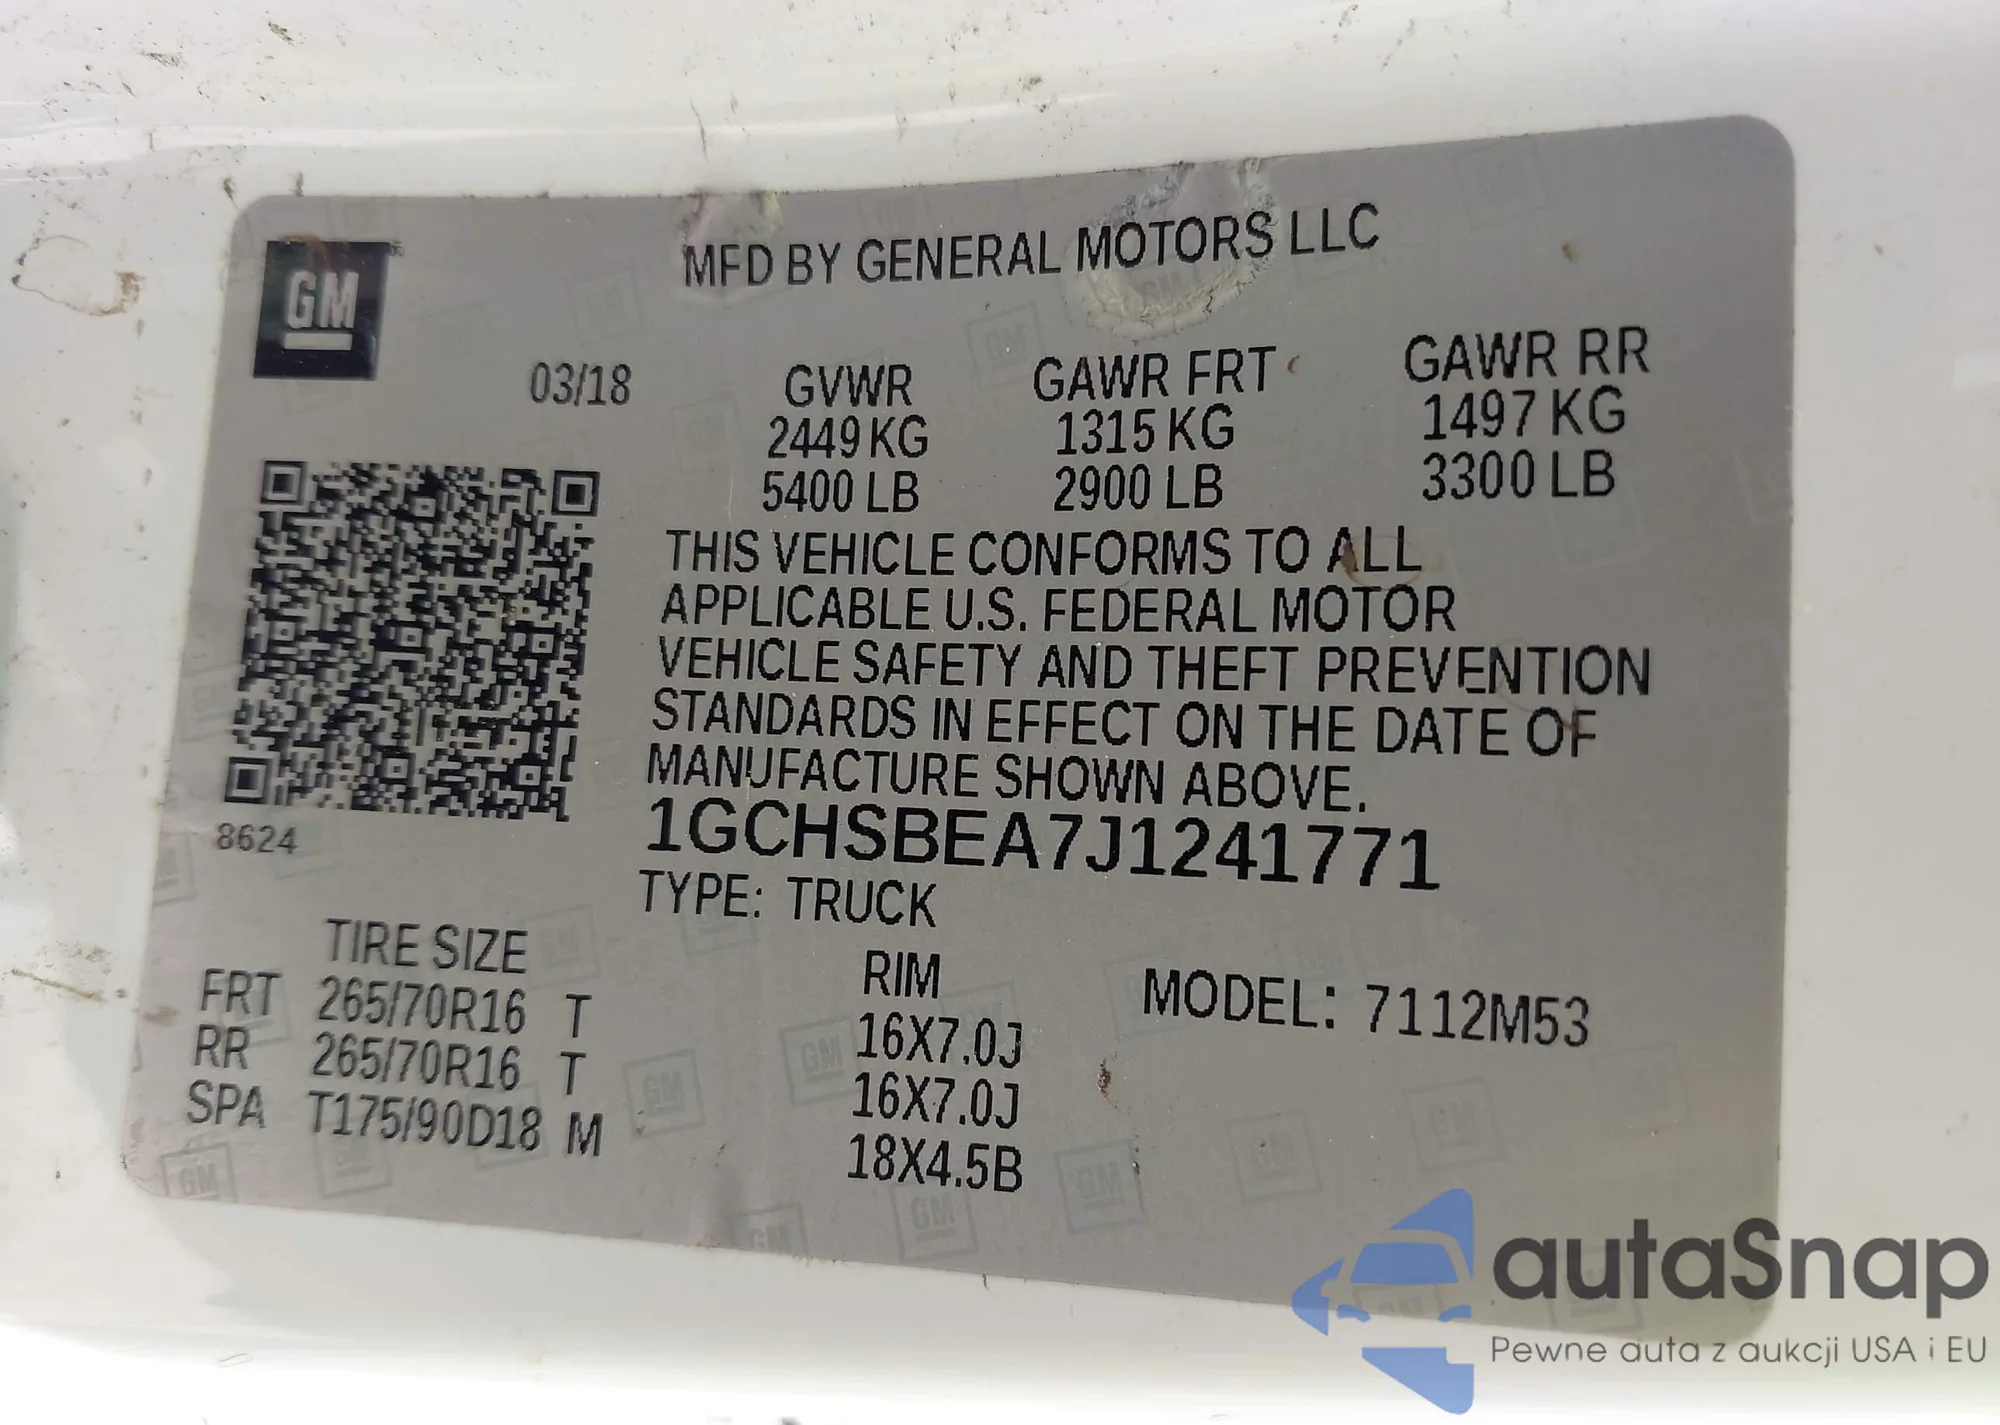 GM
MFD BY GENERAL MOTORS LLC
03/18
GVWR GAWR FRT GAWR RR
2449 KG 1315 KG 1497 KG
5400 LB 2900 LB 3300 LB
THIS VEHICLE CONFORMS TO ALL
APPLICABLE U.S. FEDERAL MOTOR
VEHICLE SAFETY AND THEFT PREVENTION
STANDARDS IN EFFECT ON THE DATE OF
MANUFACTURE SHOWN ABOVE.
8624
1GCHSBEA7J1241771
TYPE: TRUCK
TIRE SIZE RIM MODEL: 7112M53
FRT 265/70R16 T 16X7.0J
RR 265/70R16 T 16X7.0J
SPA T175/90D18 M 18X4.5B
autaSnap
Pewne auta z aukcji USA i EU